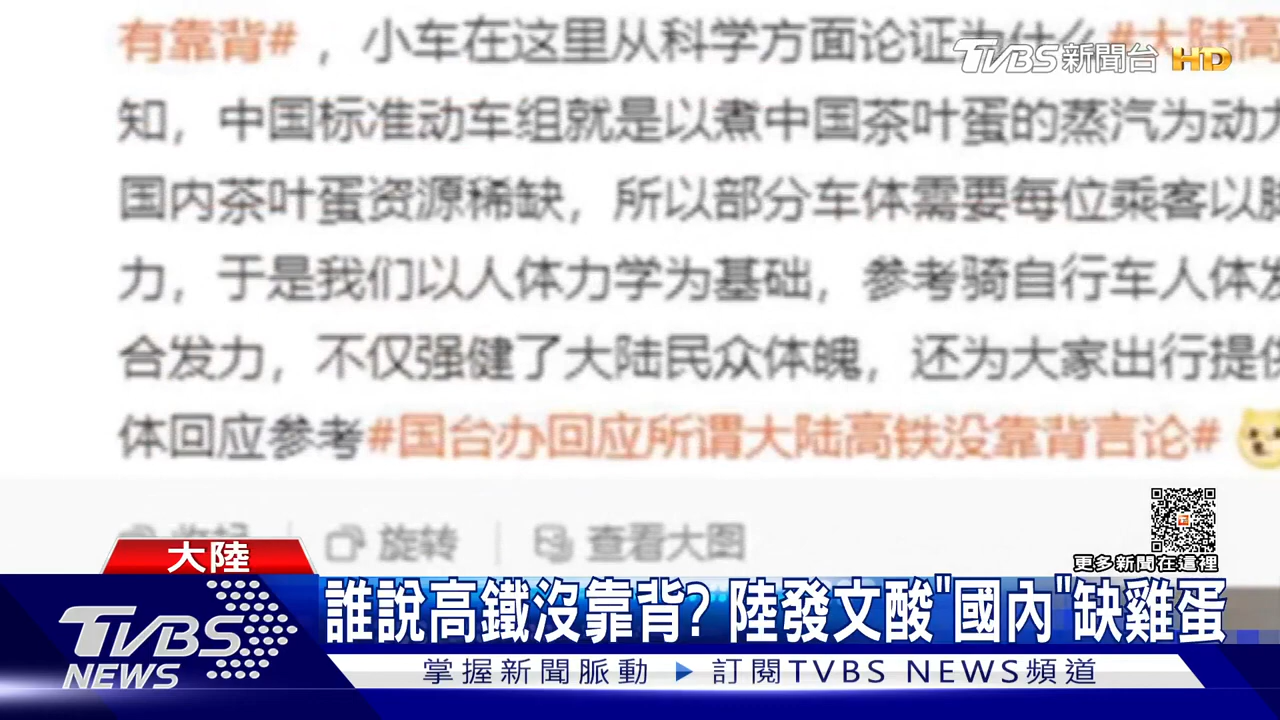 有靠背#，小车在这里从科学方面论证为什么#大陆高
TVBS新聞台 HD
知，中国标准动车组就是以煮中国茶叶蛋的蒸汽为动力
国内茶叶蛋资源稀缺，所以部分车体需要每位乘客以脚
力，于是我们以人体力学为基础，参考骑自行车人体发
合发力，不仅强健了大陆民众体魄，还为大家出行提供
体回应参考#国台办回应所谓大陆高铁没靠背言论#
收起 旋转 查看大图
更多新聞在這裡
大陸
誰說高鐵沒靠背? 陸發文酸"國內"缺雞蛋
TVBS NEWS
掌握新聞脈動 ▶ 訂閱TVBS NEWS頻道